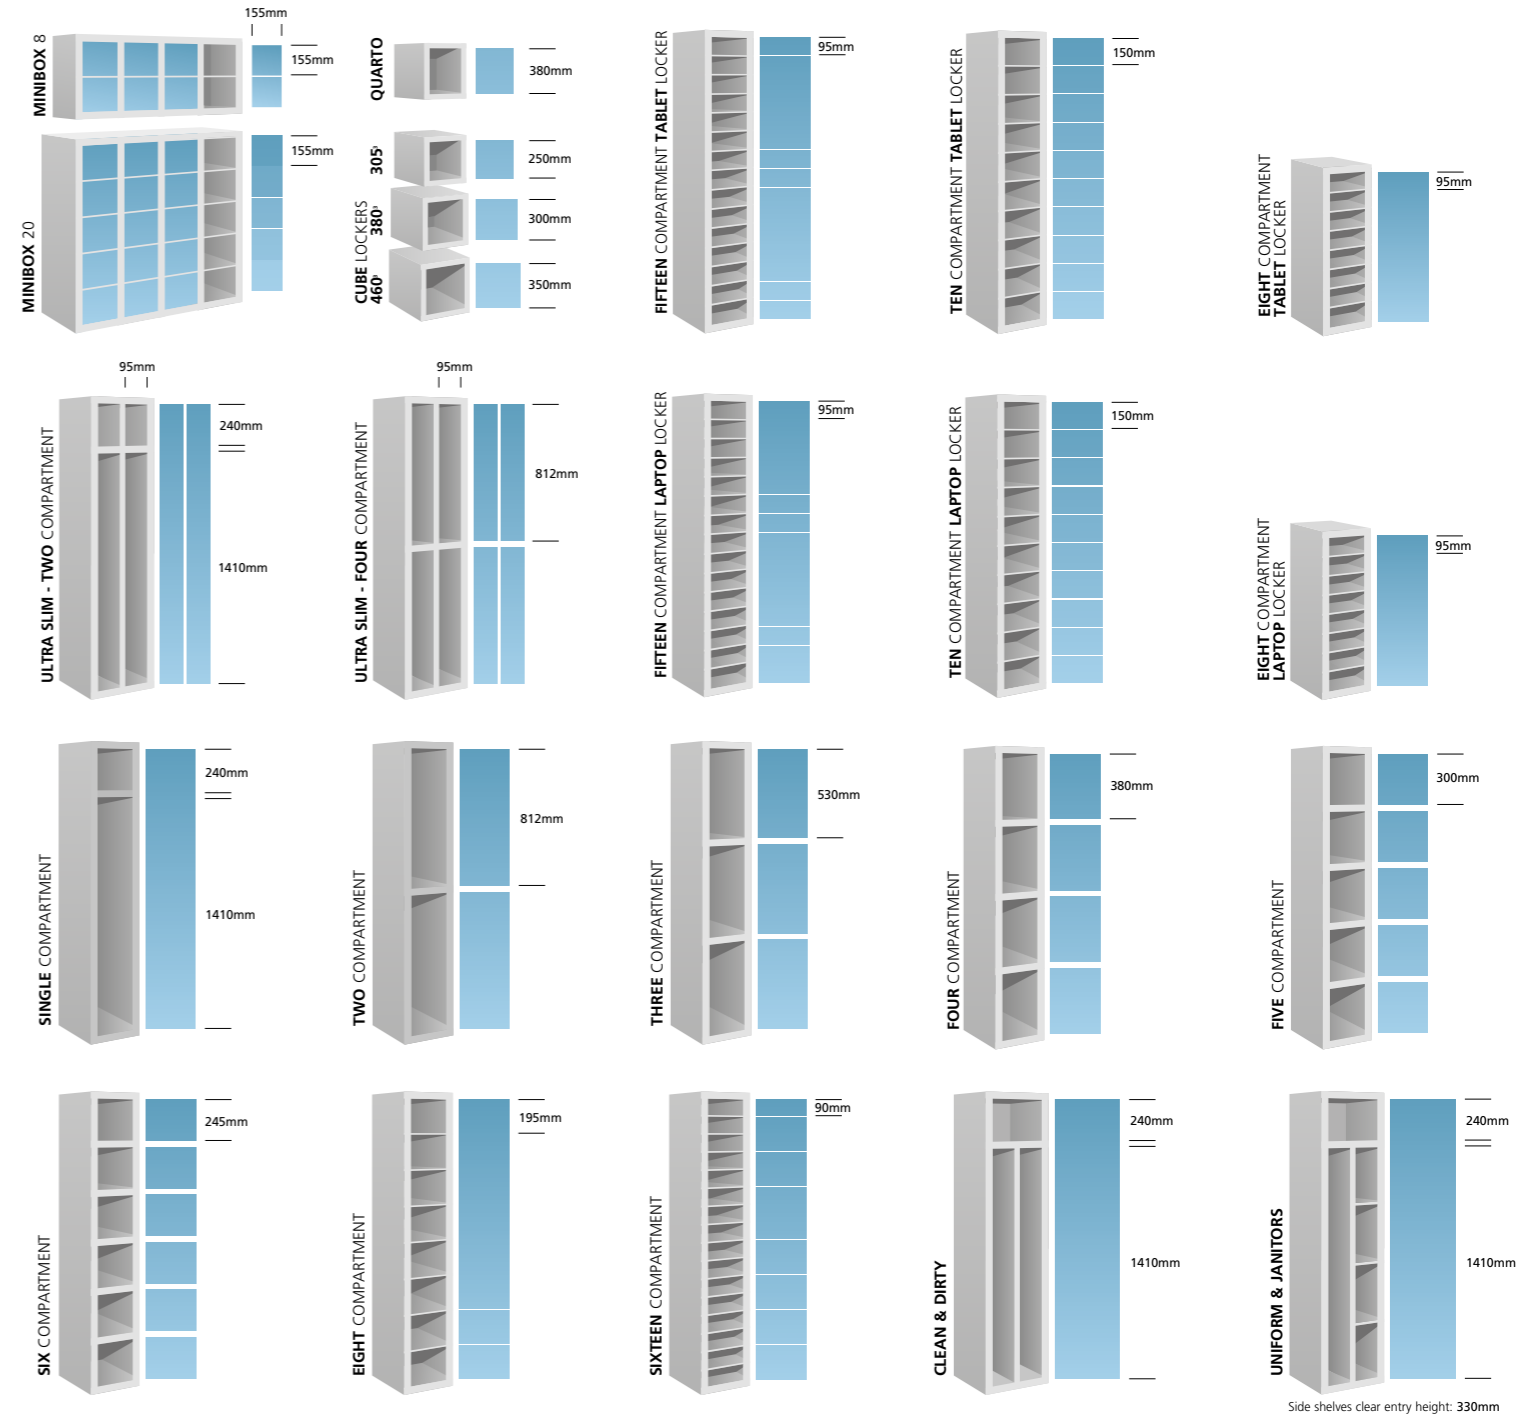 155mm
MINIBOX 8
155mm
MINIBOX 20
155mm
QUARTO
380mm
CUBE LOCKERS
305³
250mm
380³
300mm
460³
350mm
FIFTEEN COMPARTMENT TABLET LOCKER
95mm
TEN COMPARTMENT TABLET LOCKER
150mm
EIGHT COMPARTMENT
TABLET LOCKER
95mm
ULTRA SLIM - TWO COMPARTMENT
95mm
240mm
1410mm
ULTRA SLIM - FOUR COMPARTMENT
95mm
812mm
FIFTEEN COMPARTMENT LAPTOP LOCKER
95mm
TEN COMPARTMENT LAPTOP LOCKER
150mm
EIGHT COMPARTMENT
LAPTOP LOCKER
95mm
SINGLE COMPARTMENT
240mm
1410mm
TWO COMPARTMENT
812mm
THREE COMPARTMENT
530mm
FOUR COMPARTMENT
380mm
FIVE COMPARTMENT
300mm
SIX COMPARTMENT
245mm
EIGHT COMPARTMENT
195mm
SIXTEEN COMPARTMENT
90mm
CLEAN & DIRTY
240mm
1410mm
UNIFORM & JANITORS
240mm
1410mm
Side shelves clear entry height: 330mm